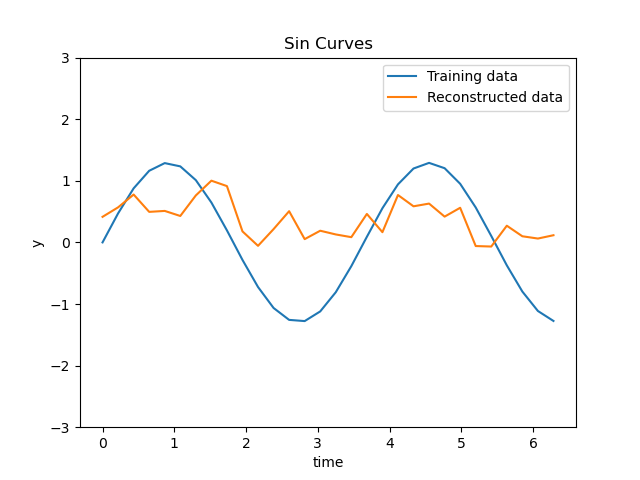 Sin Curves
Training data
Reconstructed data
3
2
1
0
−1
−2
−3
y
0 1 2 3 4 5 6
time